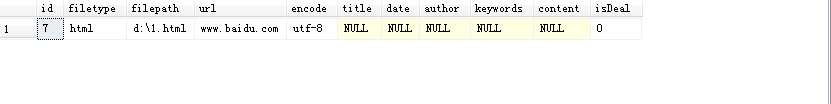 id filetype filepath url encode title date author keywords content isDeal
1 7 html d:\1.html www.baidu.com utf-8 NULL NULL NULL NULL NULL 0